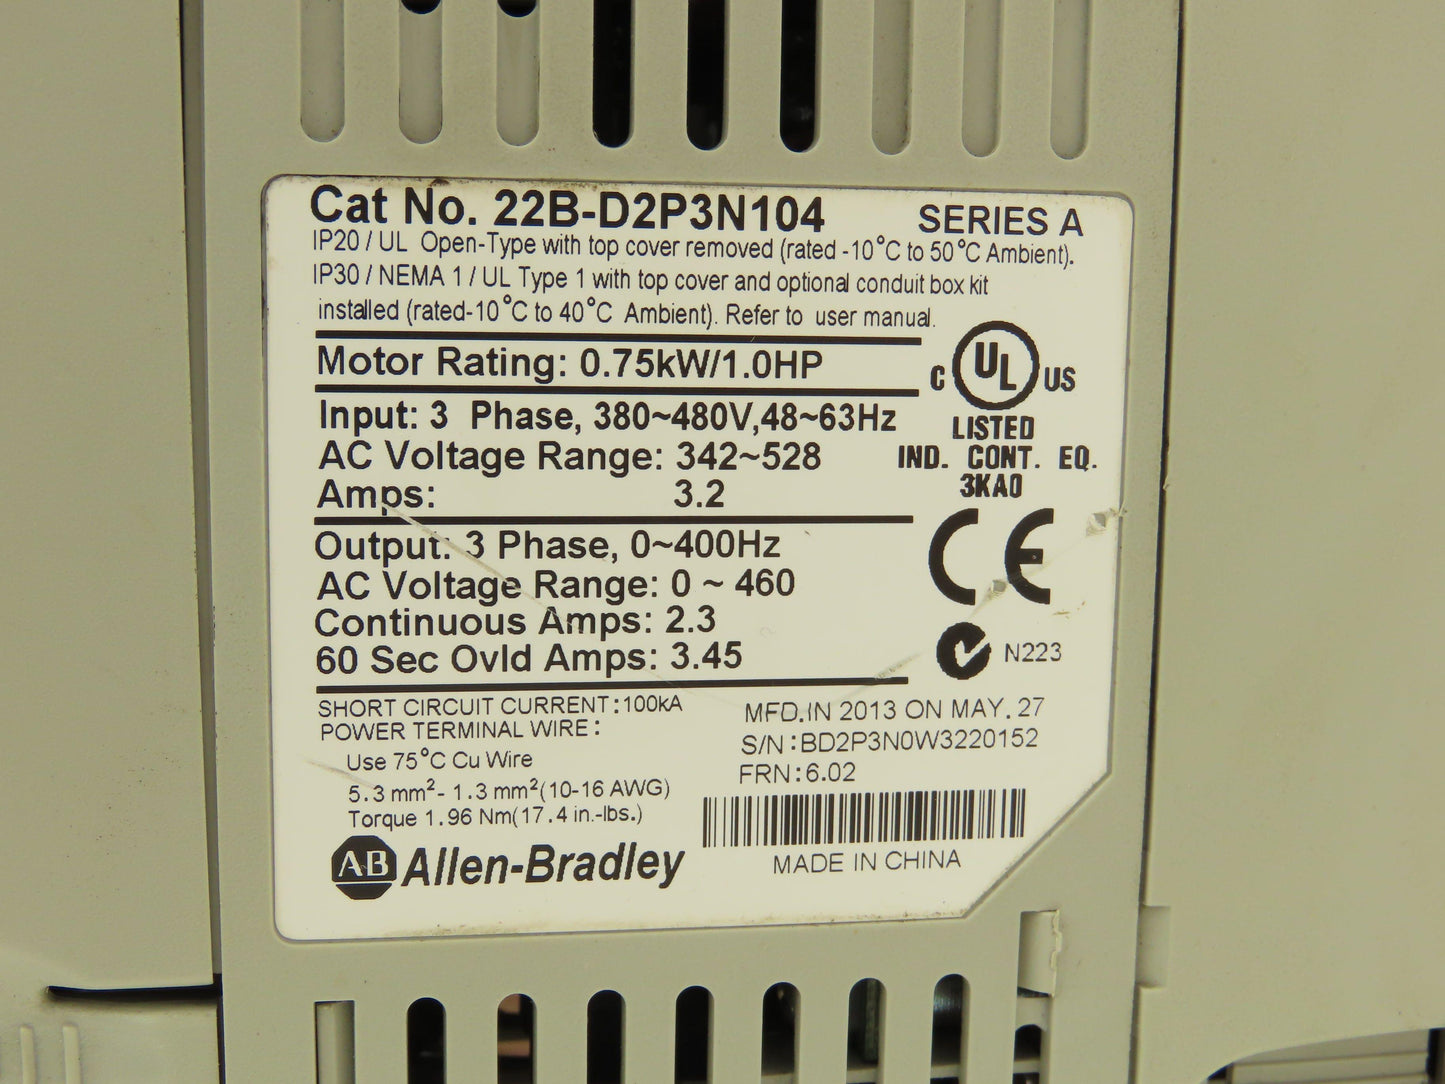 Cat No. 22B-D2P3N104 SERIES A
IP20 / UL Open-Type with top cover removed (rated -10°C to 50°C Ambient).
IP30 / NEMA 1 / UL Type 1 with top cover and optional conduit box kit
installed (rated-10°C to 40°C Ambient). Refer to user manual.
Motor Rating: 0.75kW/1.0HP
C UL US
LISTED
IND. CONT. EQ.
3KA0
Input: 3 Phase, 380~480V,48~63Hz
AC Voltage Range: 342~528
Amps: 3.2
CE
Output: 3 Phase, 0~400Hz
AC Voltage Range: 0 ~ 460
Continuous Amps: 2.3
60 Sec Ovld Amps: 3.45
N223
SHORT CIRCUIT CURRENT:100kA
POWER TERMINAL WIRE:
Use 75°C Cu Wire
5.3 mm²- 1.3 mm²(10-16 AWG)
Torque 1.96 Nm(17.4 in.-lbs.)
MFD.IN 2013 ON MAY. 27
S/N:BD2P3N0W3220152
FRN:6.02
MADE IN CHINA
AB Allen-Bradley